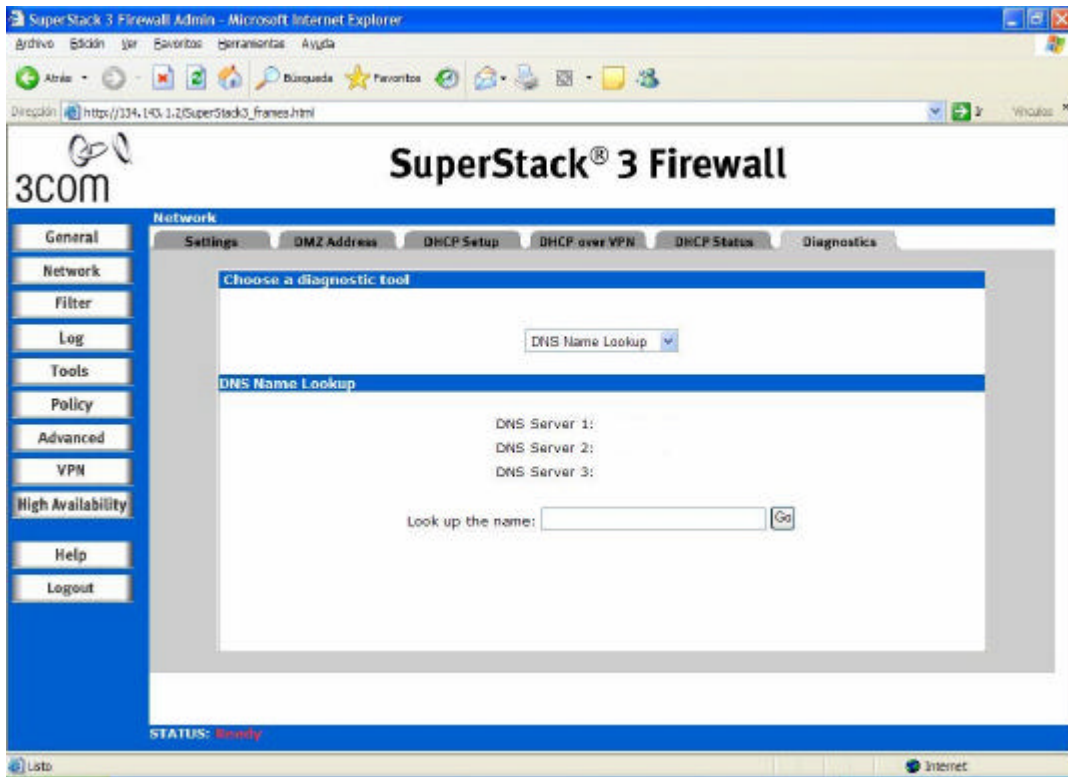 SuperStack 3 Firewall Admin - Microsoft Internet Explorer
Archivo Edición Ver Favoritos Herramientas Ayuda
Atrás Búsqueda Favoritos
Dirección http://134.143.1.2/SuperStack3_frames.html Ir Vínculos
3COM
SuperStack® 3 Firewall
Network
Settings DMZ Address DHCP Setup DHCP over VPN DHCP Status Diagnostics
General
Network
Filter
Log
Tools
Policy
Advanced
VPN
High Availability
Help
Logout
Choose a diagnostic tool
DNS Name Lookup
DNS Name Lookup
DNS Server 1:
DNS Server 2:
DNS Server 3:
Look up the name: Go
STATUS: Ready
Listo Internet